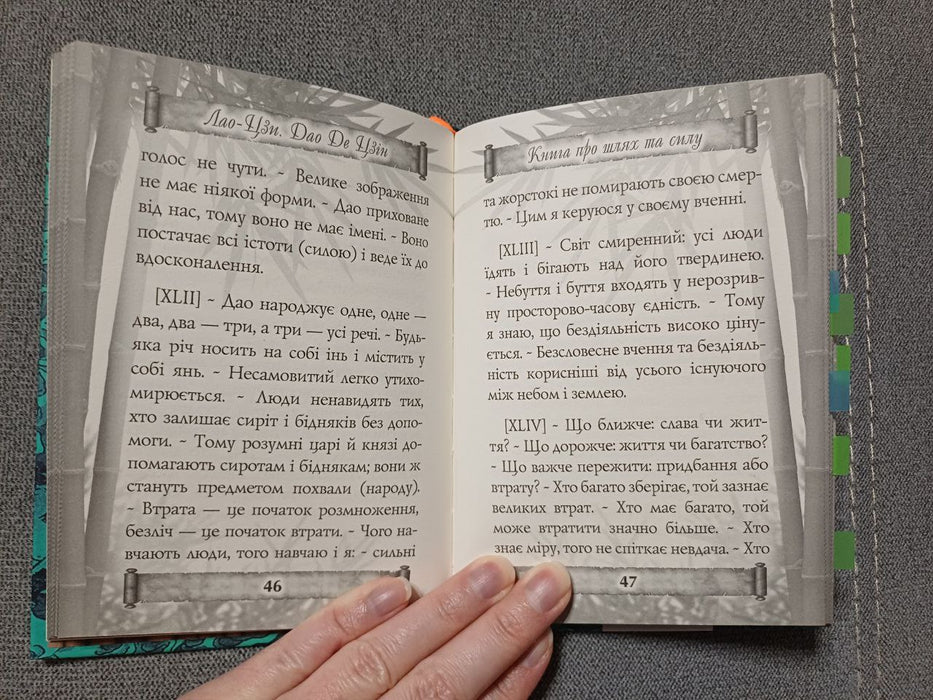 Лао-Цзи. Дао Де Цзін
голос не чути. ~ Велике зображення
не має ніякої форми. ~ Дао приховане
від нас, тому воно не має імені. ~ Воно
постачає всі істоти (силою) і веде їх до
вдосконалення.
[XLII] ~ Дао народжує одне, одне —
два, два — три, а три — усі речі. ~ Будь-
яка річ носить на собі інь і містить у
собі янь. ~ Несамовитий легко утихо-
мирюється. ~ Люди ненавидять тих,
хто залишає сиріт і бідняків без допо-
моги. ~ Тому розумні царі й князі до-
помагають сиротам і біднякам; вони ж
стануть предметом похвали (народу).
~ Втрата — це початок розмноження,
безліч — це початок втрати. ~ Чого на-
вчають люди, того навчаю і я: ~ сильні
46
Книга про шлях та силу
та жорстокі не помирають своєю смер-
тю. ~ Цим я керуюся у своєму вченні.
[XLIII] ~ Світ смиренний: усі люди
їдять і бігають над його твердинею.
~ Небуття і буття входять у нерозрив-
ну просторово-часову єдність. ~ Тому
я знаю, що бездіяльність високо ціну-
ється. ~ Безсловесне вчення та бездіяль-
ність корисніші від усього існуючого
між небом і землею.
[XLIV] ~ Що ближче: слава чи жит-
тя? ~ Що дорожче: життя чи багатство?
~ Що важче пережити: придбання або
втрату? ~ Хто багато зберігає, той зазнає
великих втрат. ~ Хто має багато, той
може втратити значно більше. ~ Хто
знає міру, того не спіткає невдача. ~ Хто
47